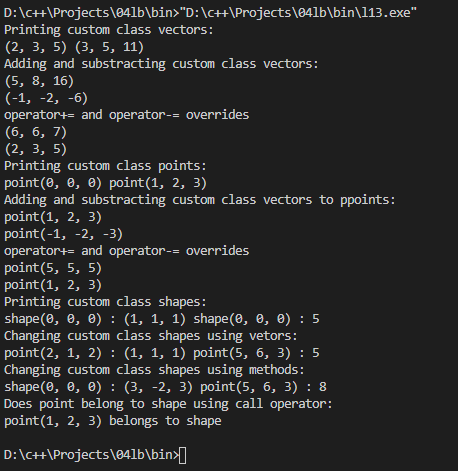 D:\c++\Projects\04lb\bin>"D:\c++\Projects\04lb\bin\l13.exe"
Printing custom class vectors:
(2, 3, 5) (3, 5, 11)
Adding and substracting custom class vectors:
(5, 8, 16)
(-1, -2, -6)
operator+= and operator-= overrides
(6, 6, 7)
(2, 3, 5)
Printing custom class points:
point(0, 0, 0) point(1, 2, 3)
Adding and substracting custom class vectors to ppoints:
point(1, 2, 3)
point(-1, -2, -3)
operator+= and operator-= overrides
point(5, 5, 5)
point(1, 2, 3)
Printing custom class shapes:
shape(0, 0, 0) : (1, 1, 1) shape(0, 0, 0) : 5
Changing custom class shapes using vetors:
point(2, 1, 2) : (1, 1, 1) point(5, 6, 3) : 5
Changing custom class shapes using methods:
shape(0, 0, 0) : (3, -2, 3) point(5, 6, 3) : 8
Does point belong to shape using call operator:
point(1, 2, 3) belongs to shape
D:\c++\Projects\04lb\bin>